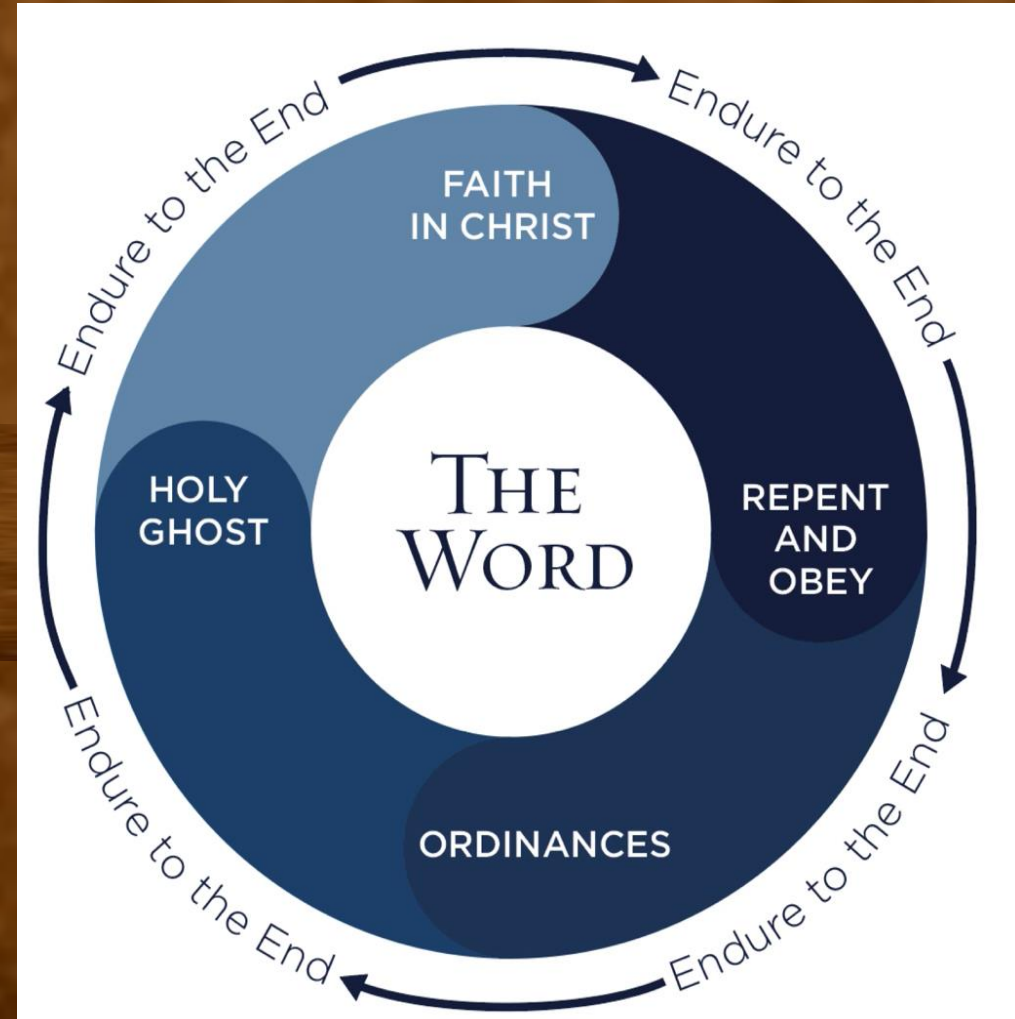 Endure to the End
Endure to the End
FAITH
IN CHRIST
HOLY
GHOST
THE
WORD
REPENT
AND
OBEY
ORDINANCES
Endure to the End
Endure to the End